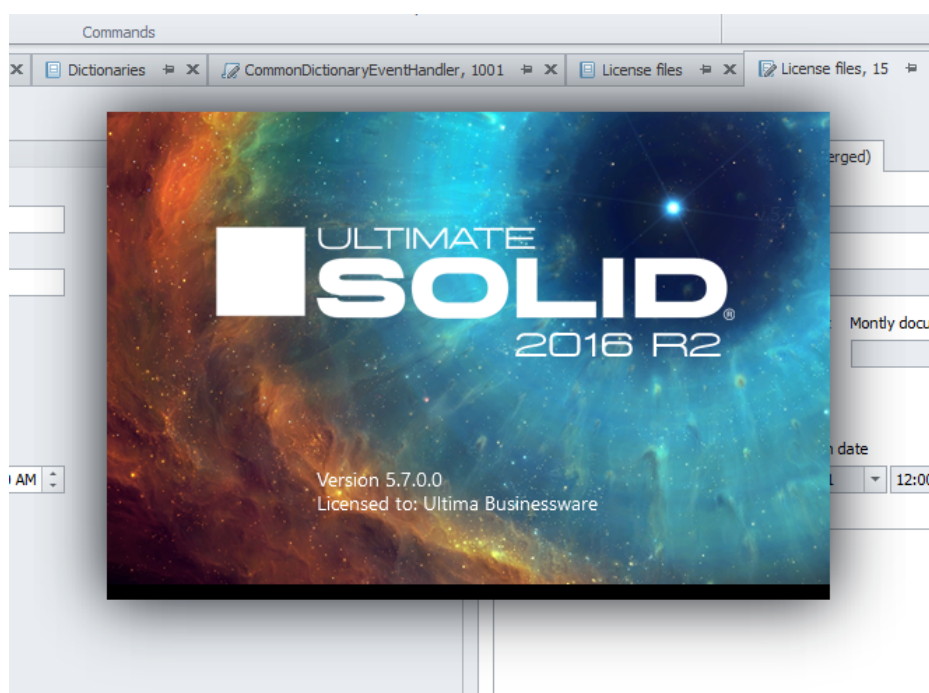 Commands
Dictionaries
CommonDictionaryEventHandler, 1001
License files
License files, 15
erged)
ULTIMATE
SOLID®
2016 R2
Montly docu
n date
AM
12:00
Version 5.7.0.0
Licensed to: Ultima Businessware